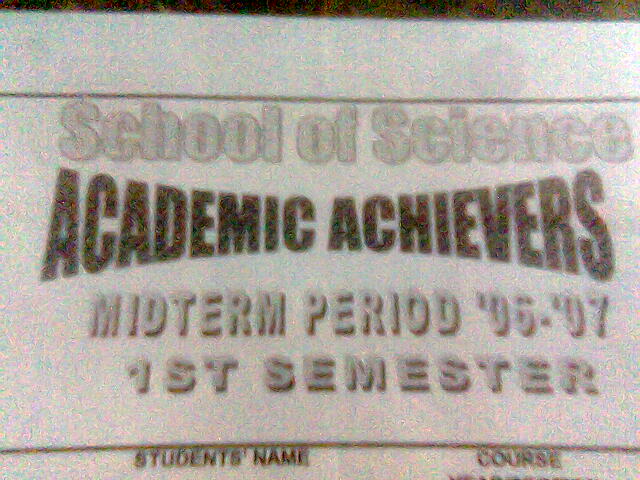 School of Science
ACADEMIC ACHIEVERS
MIDTERM PERIOD '06-'07
1ST SEMESTER
STUDENTS' NAME
COURSE